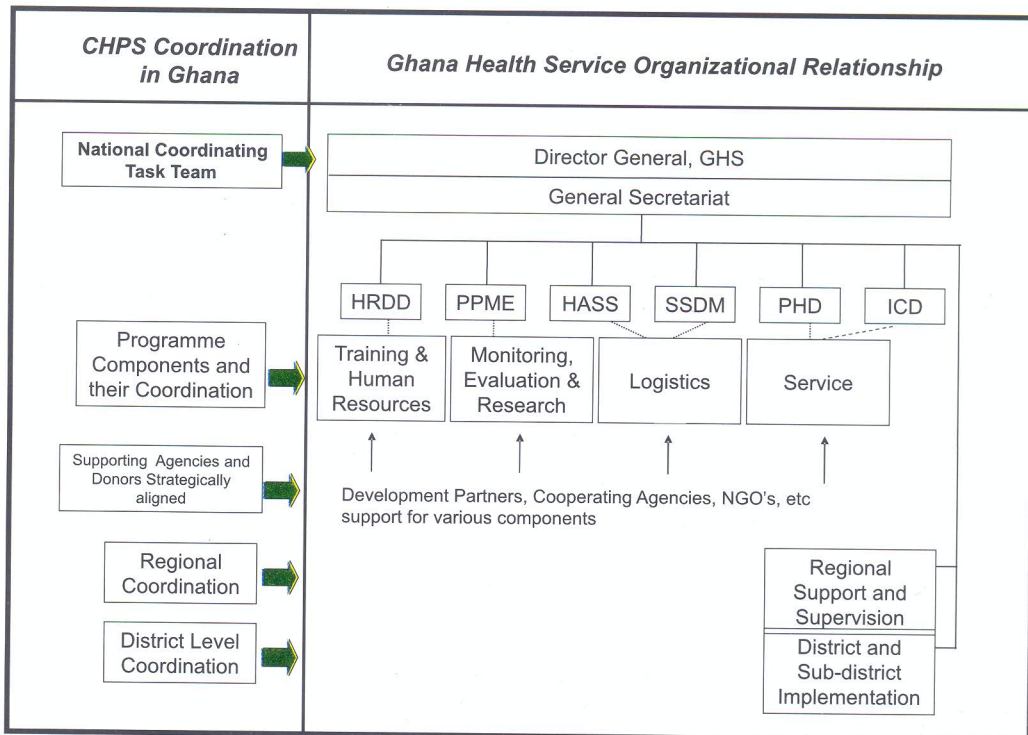 CHPS Coordination
in Ghana
Ghana Health Service Organizational Relationship
National Coordinating
Task Team
Director General, GHS
General Secretariat
HRDD
PPME
HASS
SSDM
PHD
ICD
Programme
Components and
their Coordination
Training &
Human
Resources
Monitoring,
Evaluation &
Research
Logistics
Service
Supporting Agencies and
Donors Strategically
aligned
Development Partners, Cooperating Agencies, NGO's, etc
support for various components
Regional
Coordination
Regional
Support and
Supervision
District Level
Coordination
District and
Sub-district
Implementation